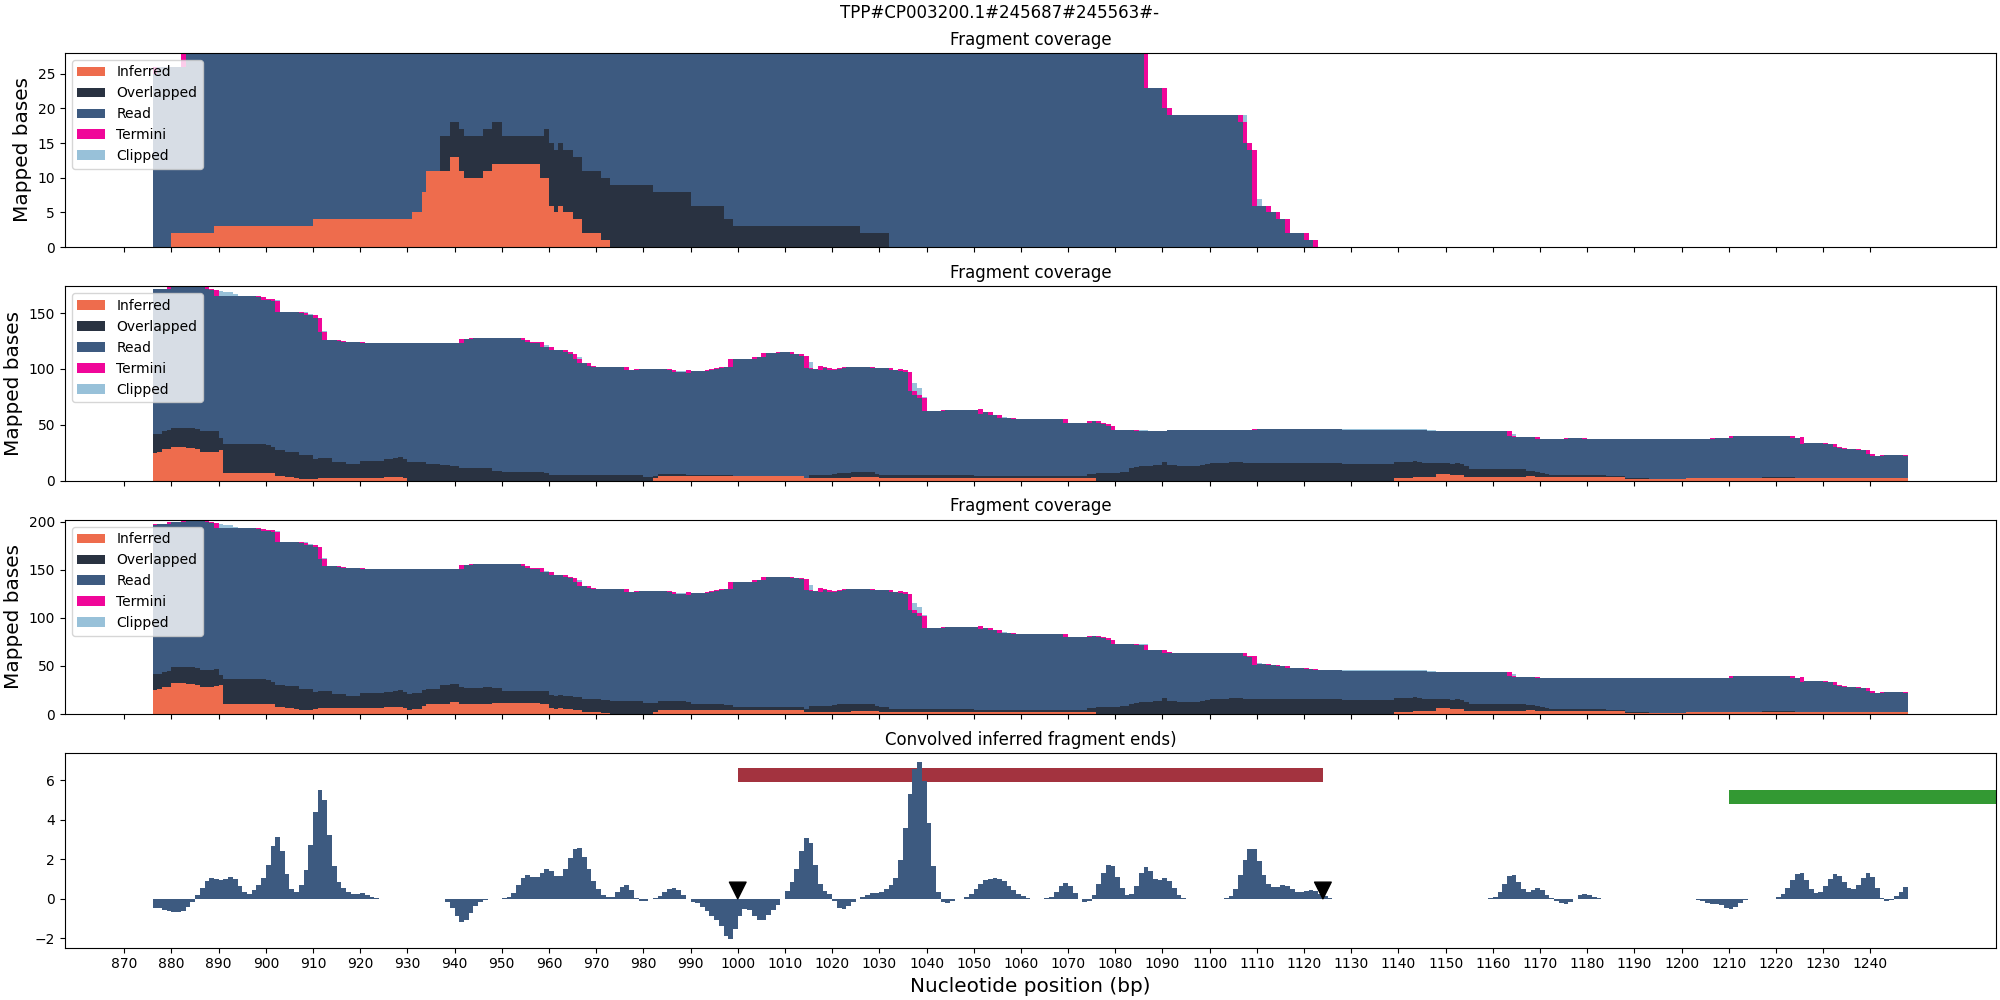 TPP#CP003200.1#245687#245563#-
Fragment coverage
Mapped bases
25
20
15
10
5
0
Inferred
Overlapped
Read
Termini
Clipped
Fragment coverage
Mapped bases
150
100
50
0
Inferred
Overlapped
Read
Termini
Clipped
Fragment coverage
Mapped bases
200
150
100
50
0
Inferred
Overlapped
Read
Termini
Clipped
Convolved inferred fragment ends)
6
4
2
0
−2
870 880 890 900 910 920 930 940 950 960 970 980 990 1000 1010 1020 1030 1040 1050 1060 1070 1080 1090 1100 1110 1120 1130 1140 1150 1160 1170 1180 1190 1200 1210 1220 1230 1240
Nucleotide position (bp)